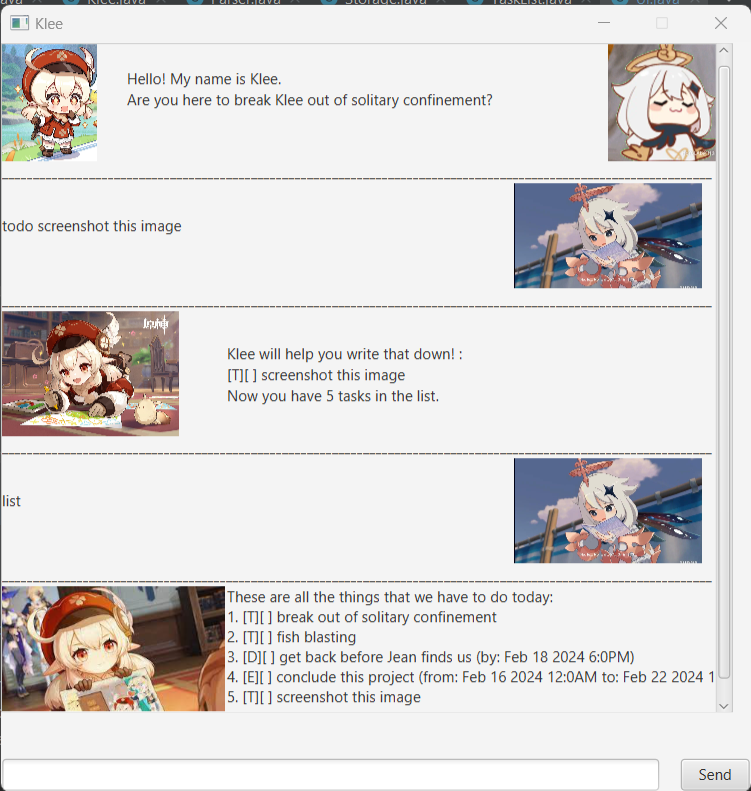 Klee
Hello! My name is Klee.
Are you here to break Klee out of solitary confinement?
todo screenshot this image
Klee will help you write that down! :
[T][ ] screenshot this image
Now you have 5 tasks in the list.
list
These are all the things that we have to do today:
1. [T][ ] break out of solitary confinement
2. [T][ ] fish blasting
3. [D][ ] get back before Jean finds us (by: Feb 18 2024 6:0PM)
4. [E][ ] conclude this project (from: Feb 16 2024 12:0AM to: Feb 22 2024 1
5. [T][ ] screenshot this image
Send